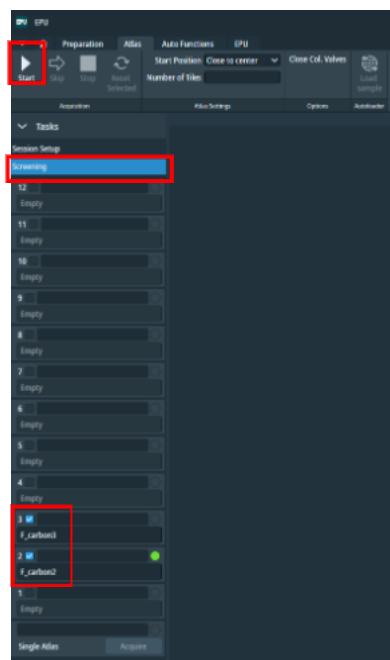 EPU EPU
Preparation Atlas Auto Functions EPU
Start Skip Stop Reset Selected
Start Position Close to center
Number of Tiles
Close Col. Valves
Load sample
Acquisition Atlas Settings Options Autoloader
Tasks
Session Setup
Screening
12
Empty
11
Empty
10
Empty
9
Empty
8
Empty
7
Empty
6
Empty
5
Empty
4
Empty
3
F_carbon3
2
F_carbon2
1
Empty
Single Atlas Acquire